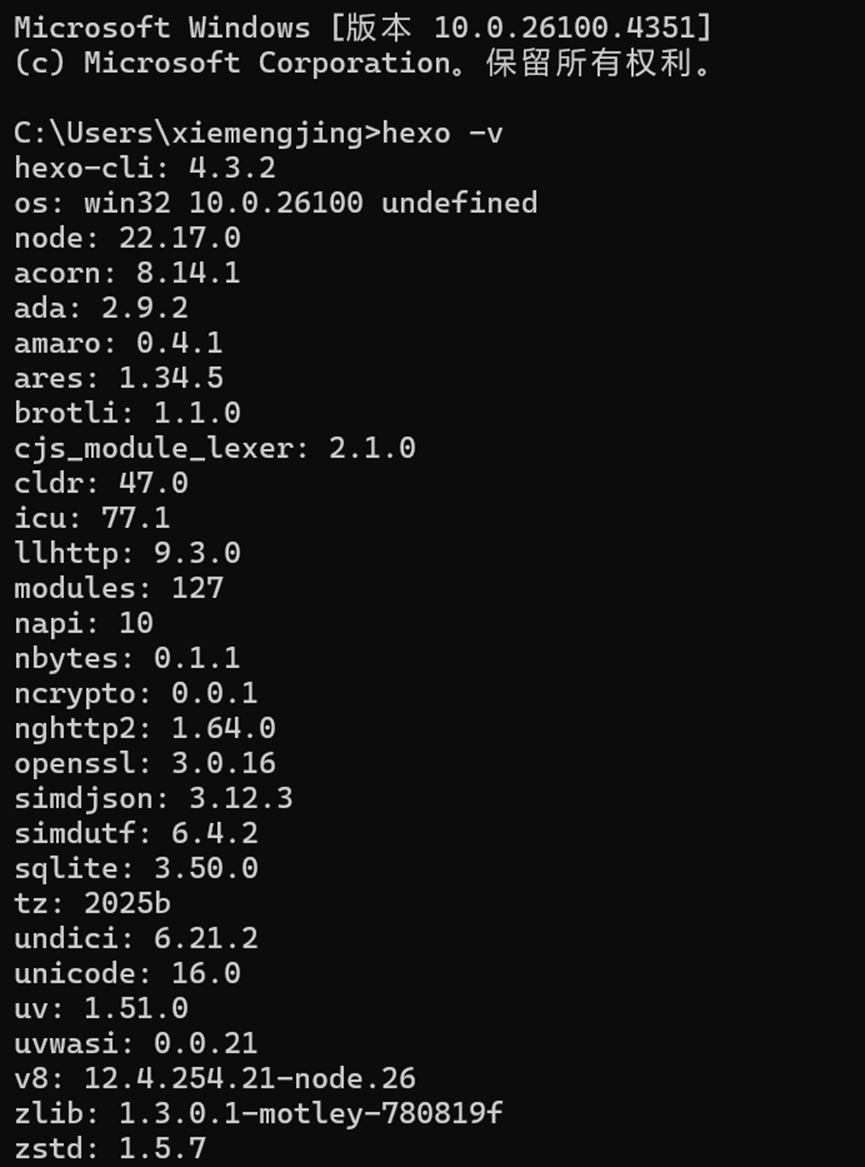 Microsoft Windows [版本 10.0.26100.4351]
(c) Microsoft Corporation。保留所有权利。
C:\Users\xiemengjing>hexo -v
hexo-cli: 4.3.2
os: win32 10.0.26100 undefined
node: 22.17.0
acorn: 8.14.1
ada: 2.9.2
amaro: 0.4.1
ares: 1.34.5
brotli: 1.1.0
cjs_module_lexer: 2.1.0
cldr: 47.0
icu: 77.1
llhttp: 9.3.0
modules: 127
napi: 10
nbytes: 0.1.1
ncrypto: 0.0.1
nghttp2: 1.64.0
openssl: 3.0.16
simdjson: 3.12.3
simdutf: 6.4.2
sqlite: 3.50.0
tz: 2025b
undici: 6.21.2
unicode: 16.0
uv: 1.51.0
uvwasi: 0.0.21
v8: 12.4.254.21-node.26
zlib: 1.3.0.1-motley-780819f
zstd: 1.5.7